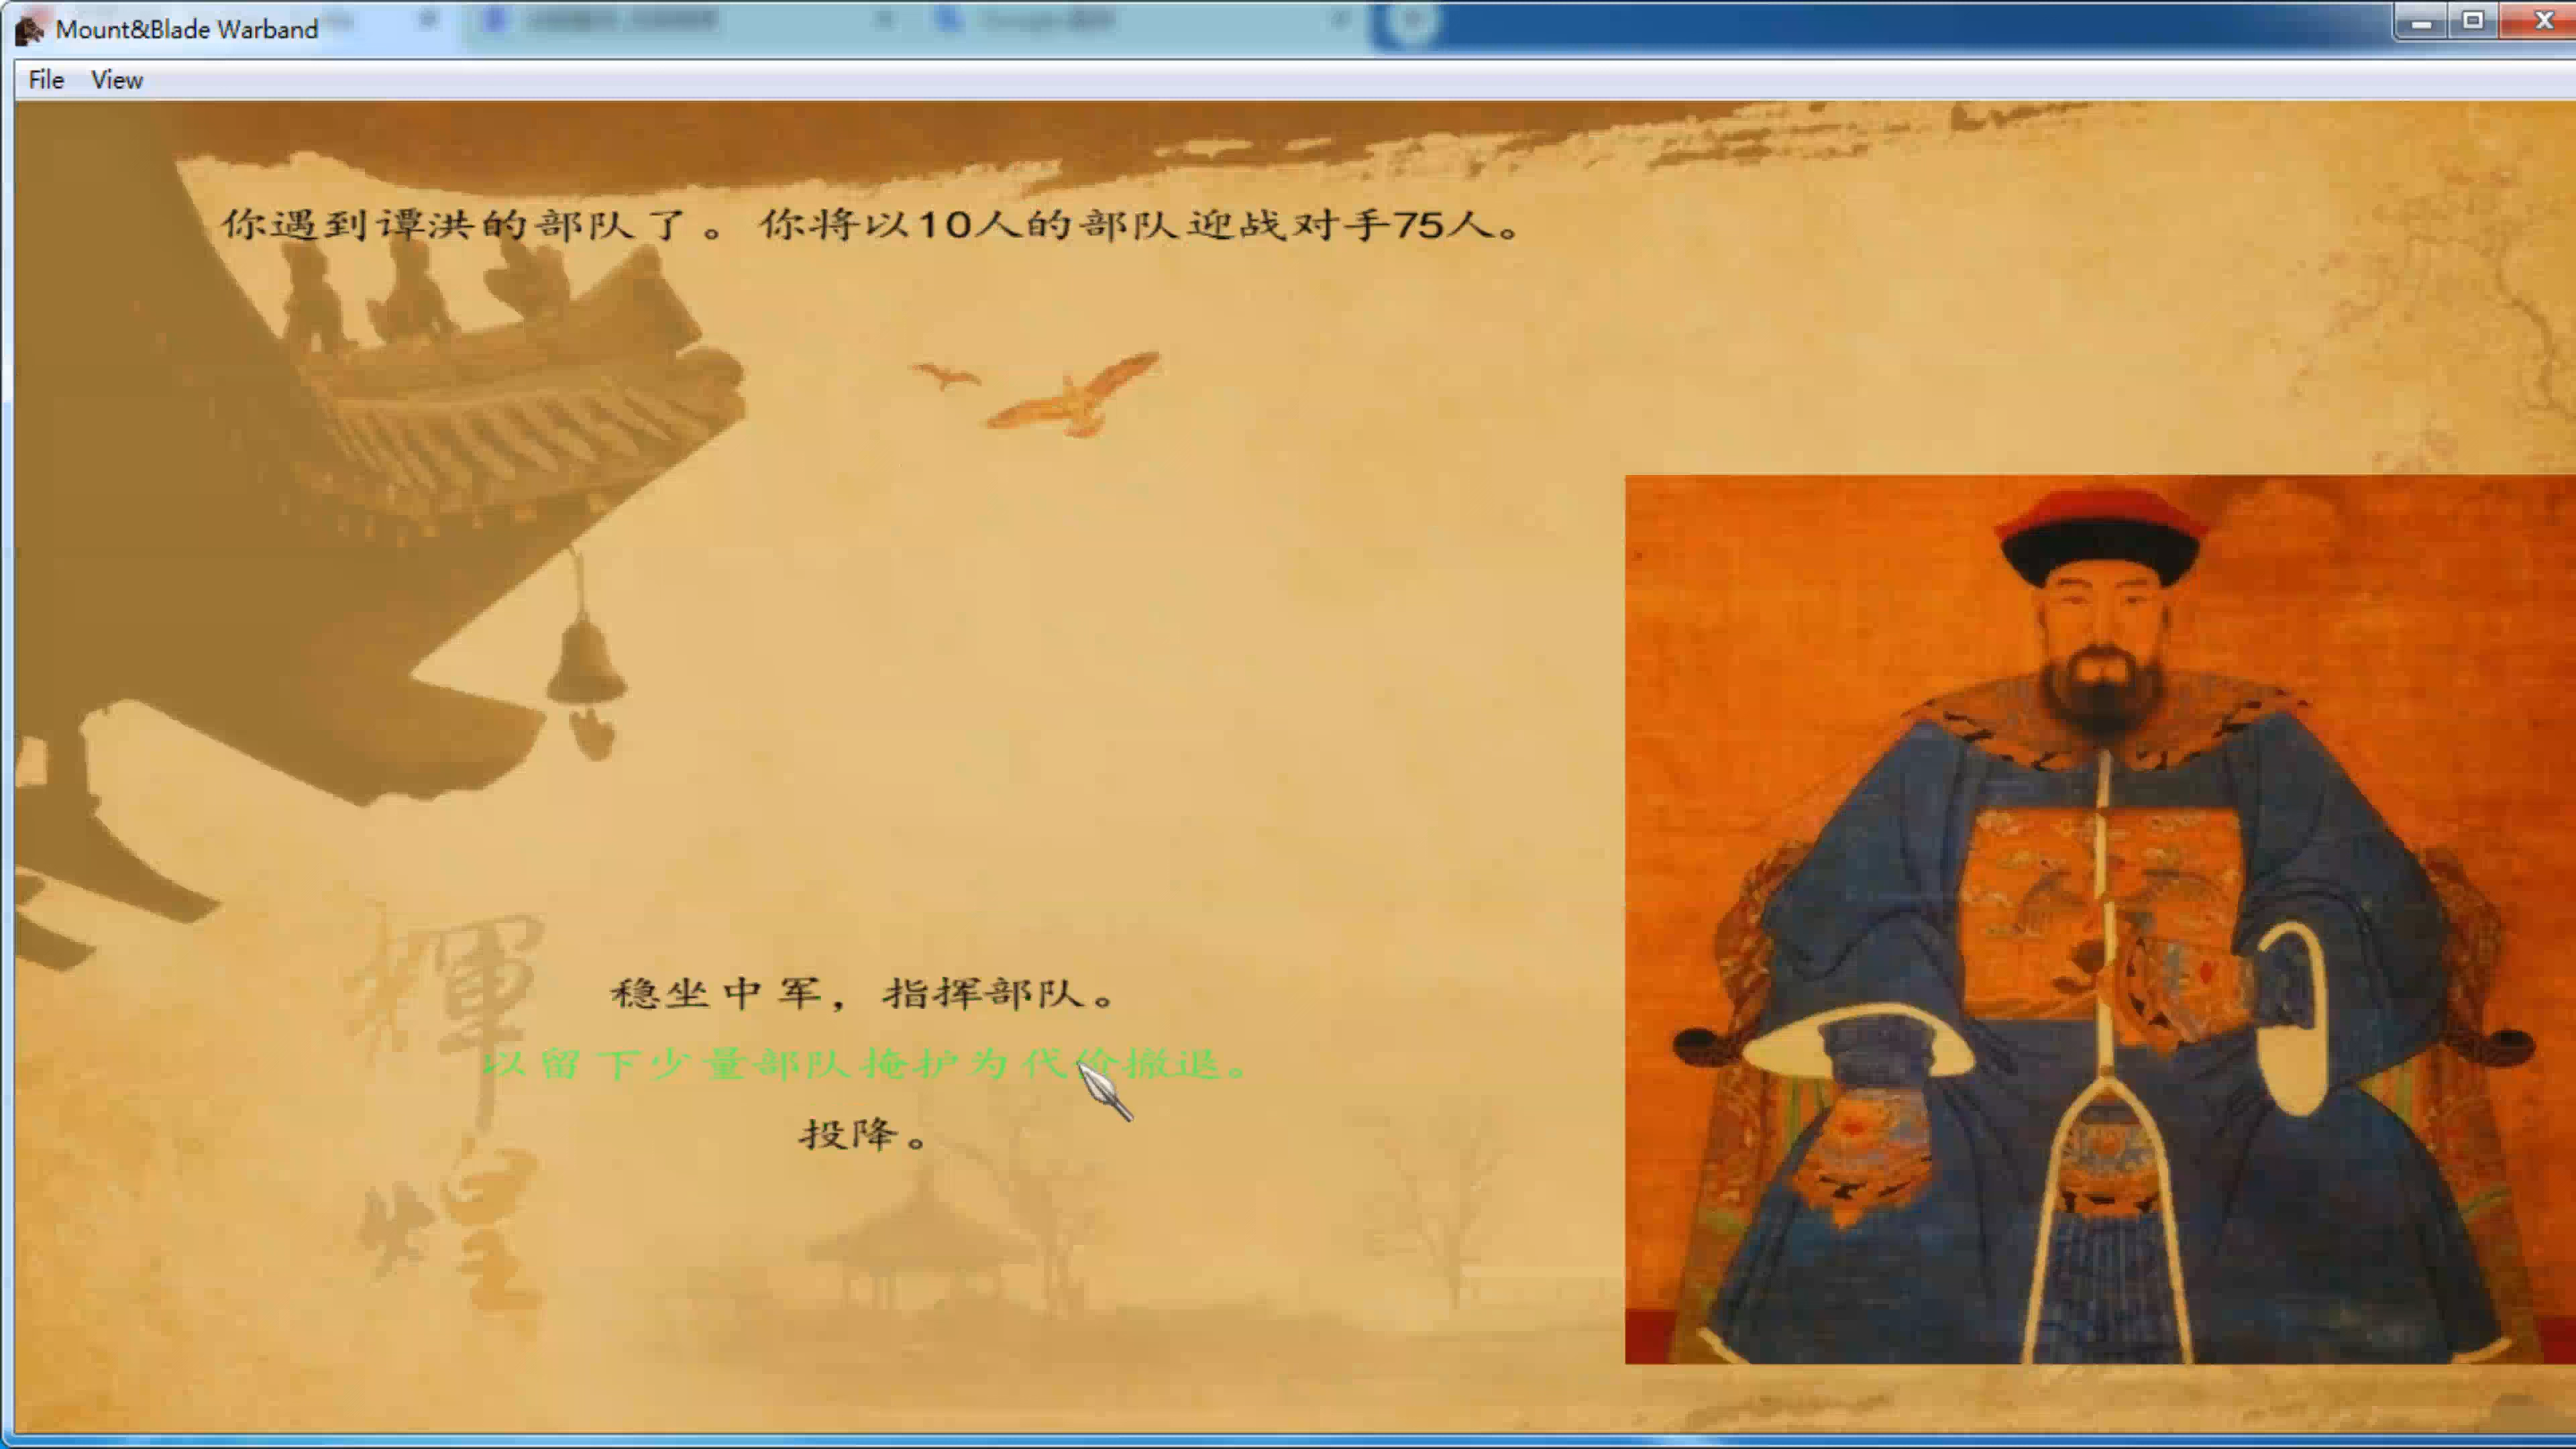 Mount&Blade Warband
File View
你遇到谭洪的部队了。你将以10人的部队迎战对手75人。
稳坐中军，指挥部队。
以留下少量部队掩护为代价撤退。
投降。
輝煌